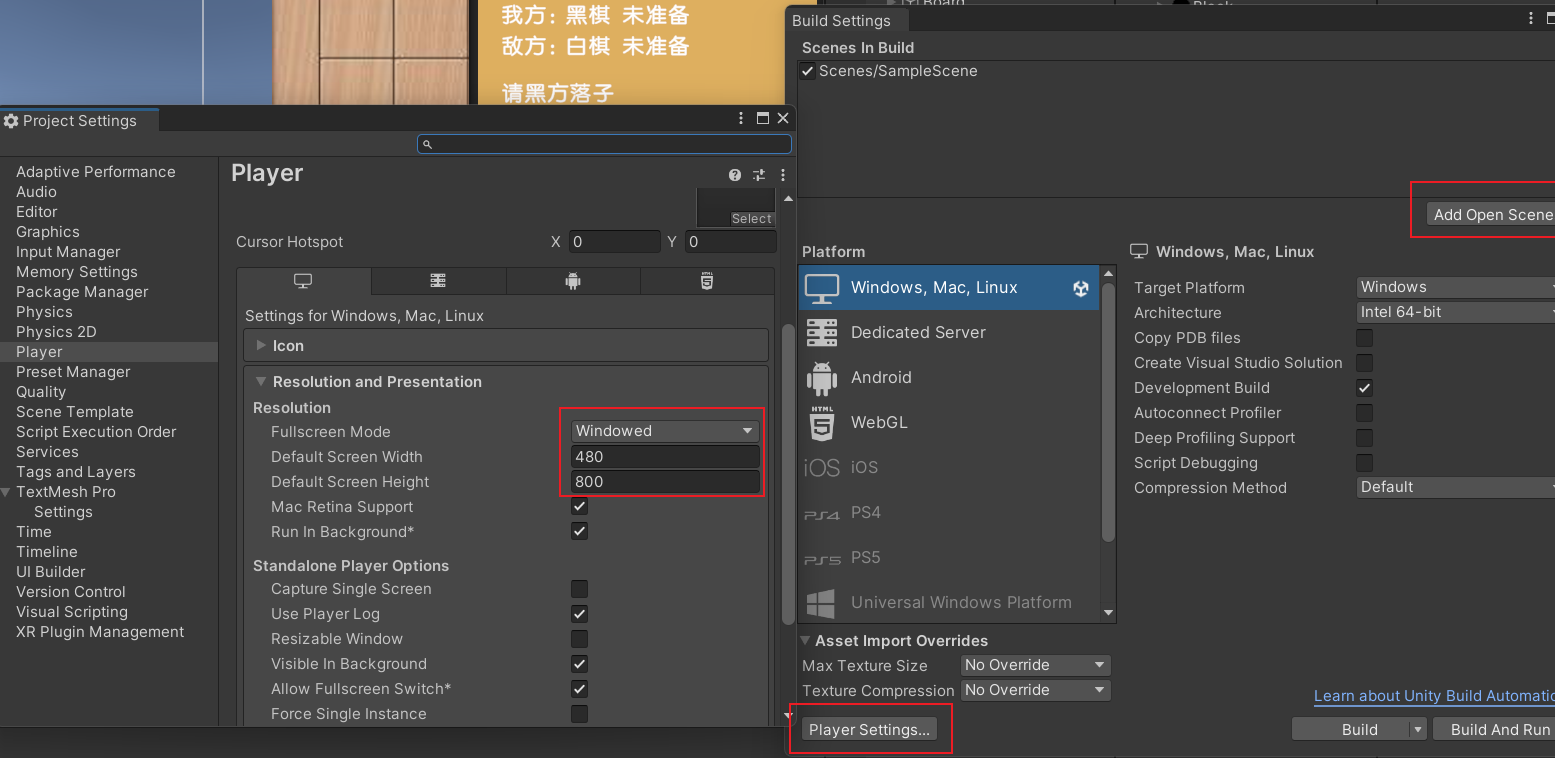 我方: 黑棋 未准备
敌方: 白棋 未准备
请黑方落子
Project Settings
Adaptive Performance
Audio
Editor
Graphics
Input Manager
Memory Settings
Package Manager
Physics
Physics 2D
Player
Preset Manager
Quality
Scene Template
Script Execution Order
Services
Tags and Layers
TextMesh Pro
Settings
Time
Timeline
UI Builder
Version Control
Visual Scripting
XR Plugin Management
Player
Select
Cursor Hotspot X 0 Y 0
Settings for Windows, Mac, Linux
Icon
Resolution and Presentation
Resolution
Fullscreen Mode Windowed
Default Screen Width 480
Default Screen Height 800
Mac Retina Support
Run In Background*
Standalone Player Options
Capture Single Screen
Use Player Log
Resizable Window
Visible In Background
Allow Fullscreen Switch*
Force Single Instance
Build Settings
Scenes In Build
Scenes/SampleScene
Add Open Scene
Platform
Windows, Mac, Linux
Dedicated Server
Android
HTML
WebGL
iOS iOS
PS4 PS4
PS5 PS5
Universal Windows Platform
Windows, Mac, Linux
Target Platform Windows
Architecture Intel 64-bit
Copy PDB files
Create Visual Studio Solution
Development Build
Autoconnect Profiler
Deep Profiling Support
Script Debugging
Compression Method Default
Asset Import Overrides
Max Texture Size No Override
Texture Compression No Override
Learn about Unity Build Automatio
Player Settings...
Build
Build And Run